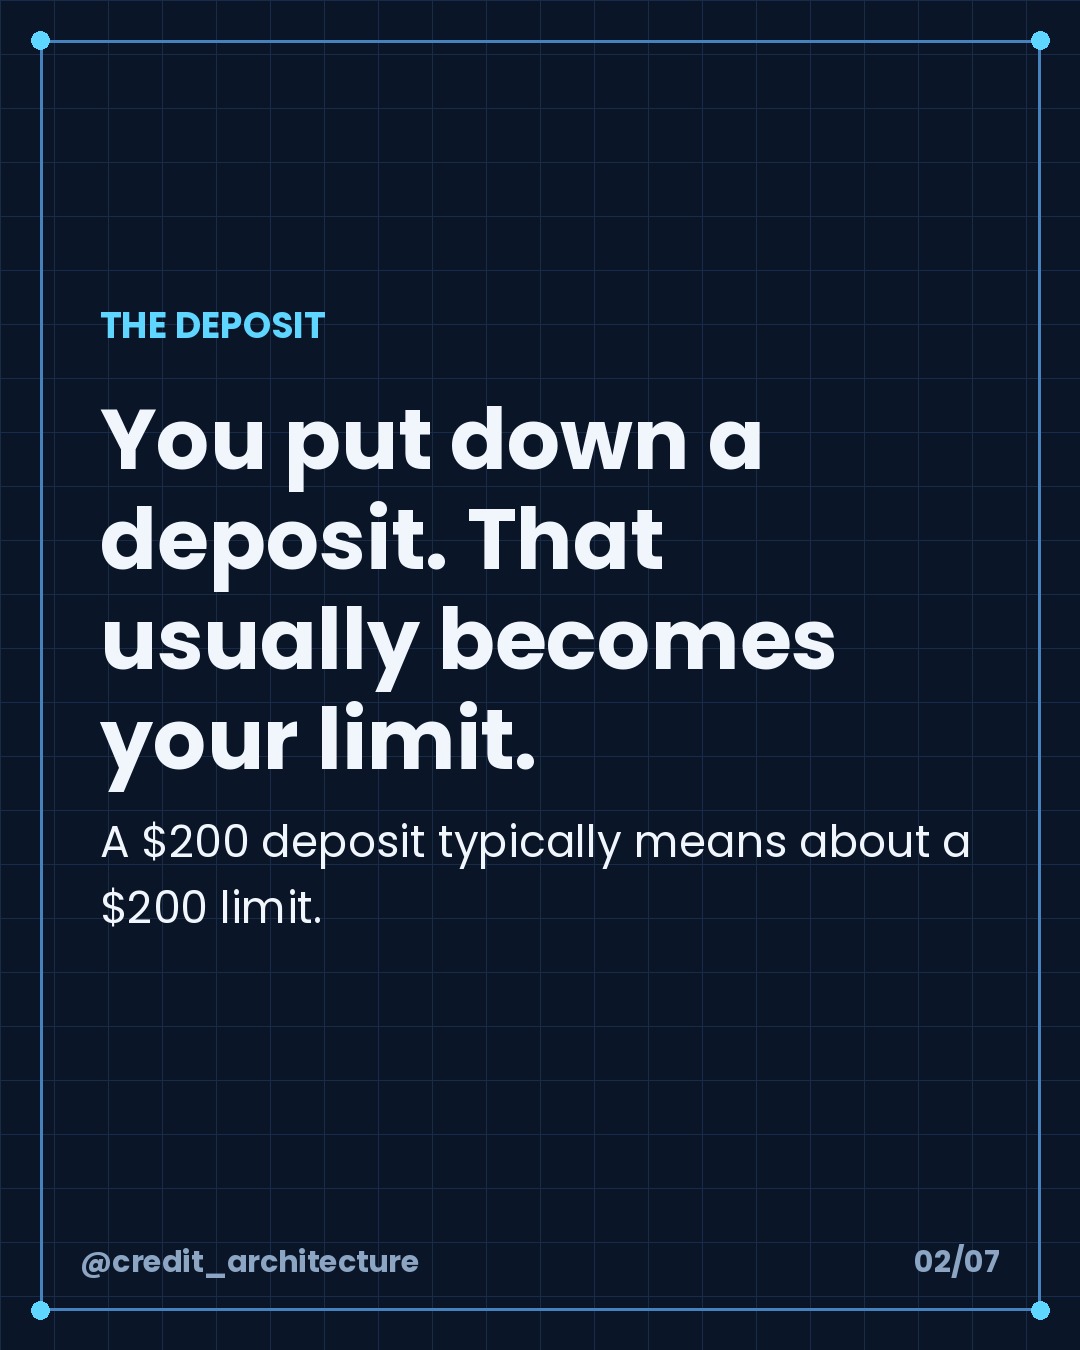 THE DEPOSIT
You put down a
deposit. That
usually becomes
your limit.
A $200 deposit typically means about a
$200 limit.
@credit_architecture
02/07